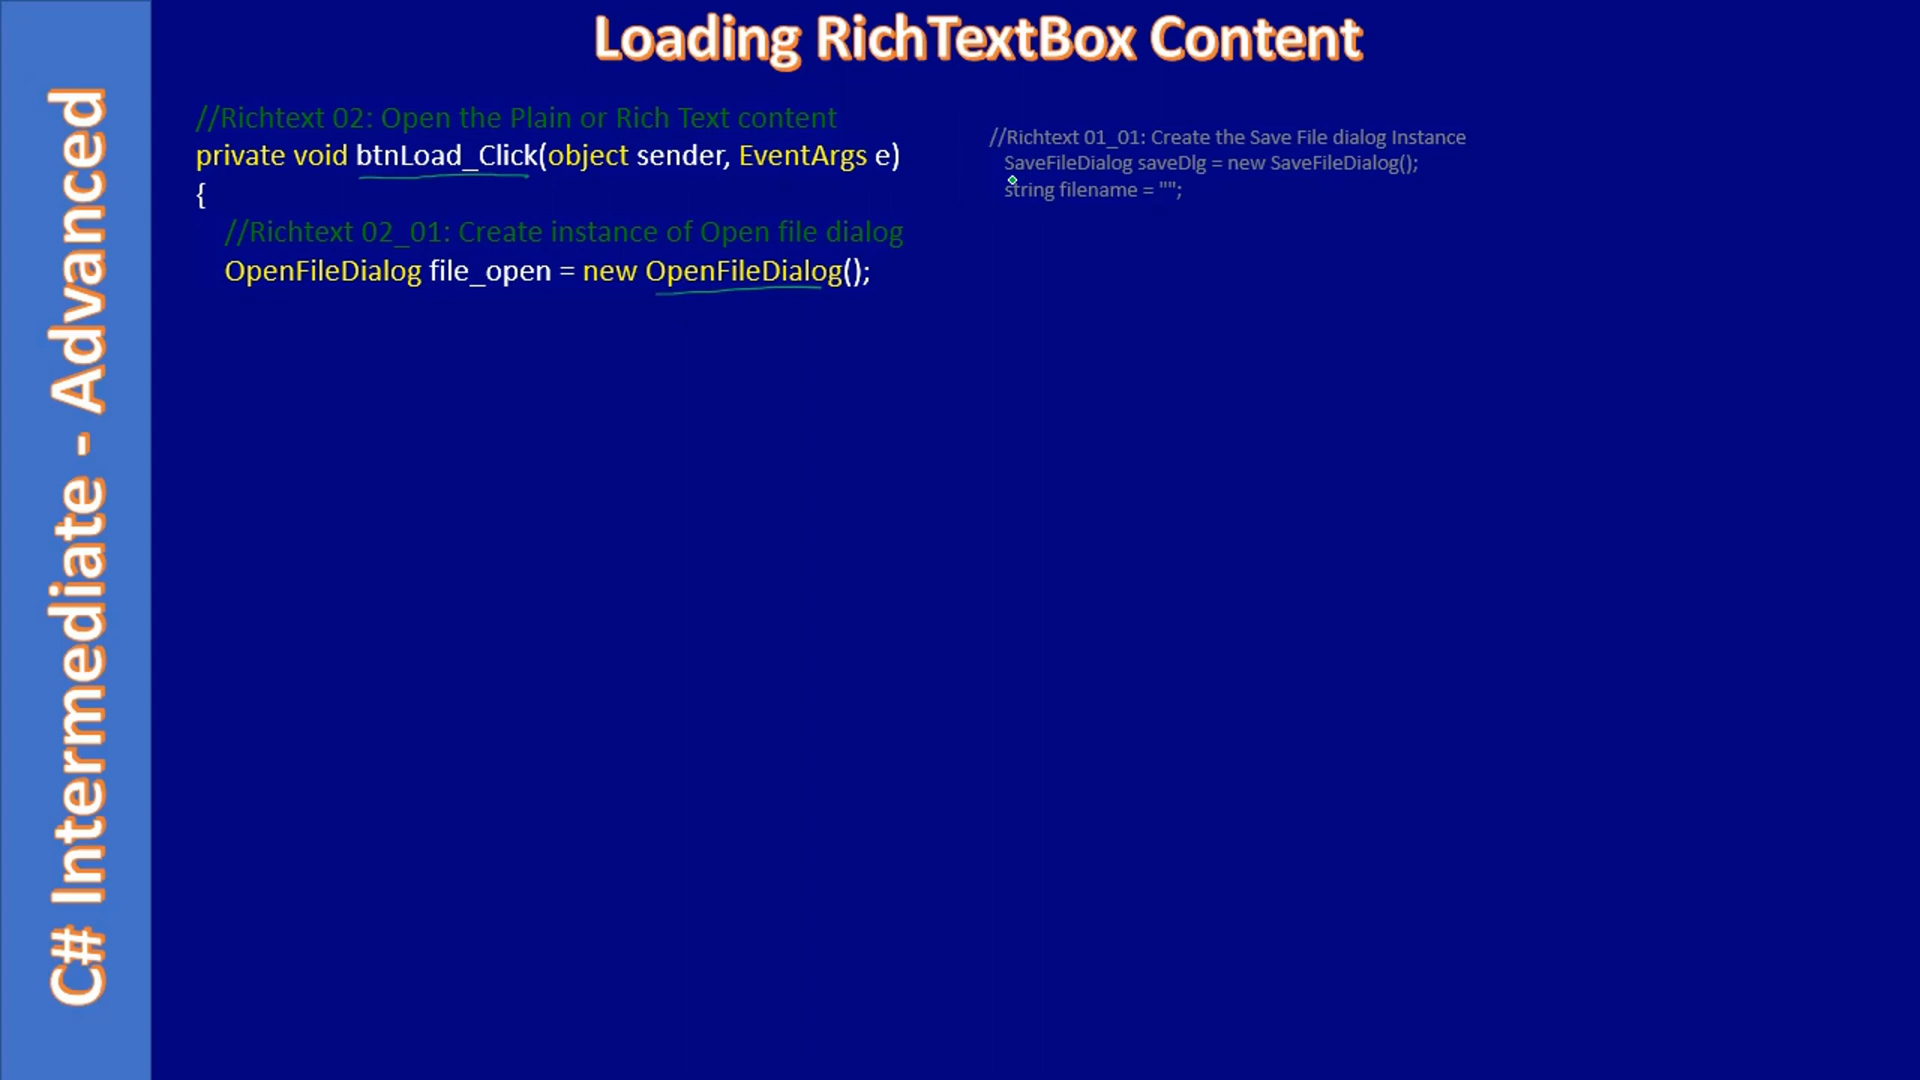 Loading RichTextBox Content
C# Intermediate - Advanced
//Richtext 02: Open the Plain or Rich Text content
private void btnLoad_Click(object sender, EventArgs e)
{
//Richtext 02_01: Create instance of Open file dialog
OpenFileDialog file_open = new OpenFileDialog();
//Richtext 01_01: Create the Save File dialog Instance
SaveFileDialog saveDlg = new SaveFileDialog();
string filename = "";